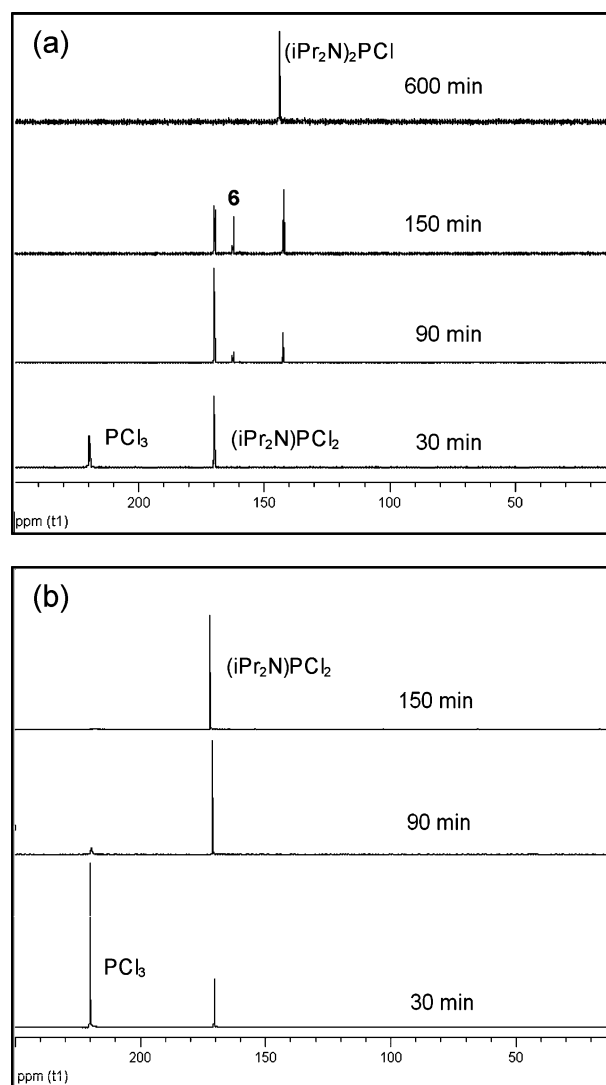 (a)
(iPr₂N)₂PCl
600 min
6
150 min
90 min
PCl₃
(iPr₂N)PCl₂
30 min
200 150 100 50
ppm (t1)
(b)
(iPr₂N)PCl₂
150 min
90 min
PCl₃
30 min
200 150 100 50
ppm (t1)